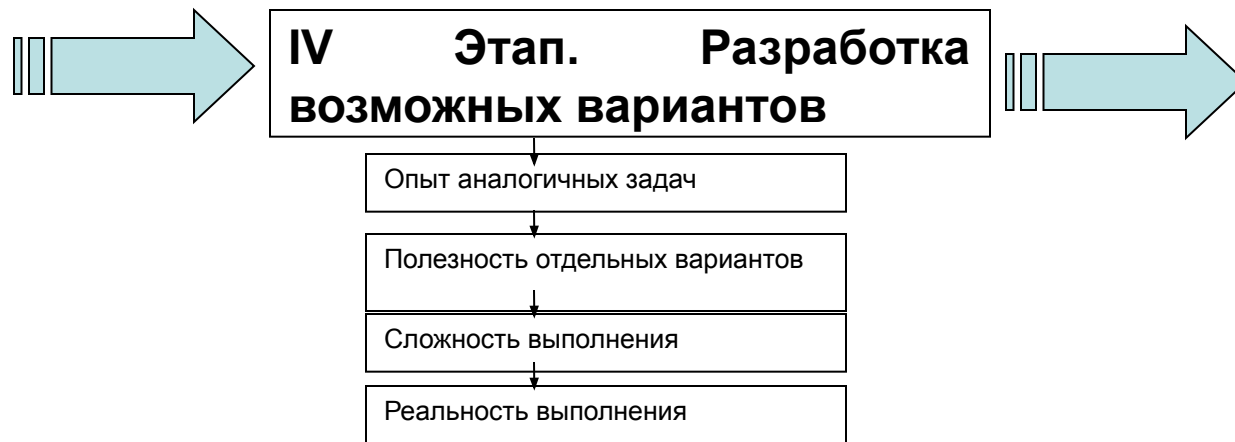 IV Этап. Разработка
возможных вариантов
Опыт аналогичных задач
Полезность отдельных вариантов
Сложность выполнения
Реальность выполнения